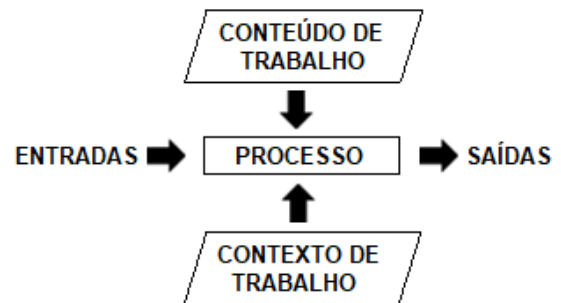 CONTEÚDO DE
TRABALHO
ENTRADAS
PROCESSO
SAÍDAS
CONTEXTO DE
TRABALHO